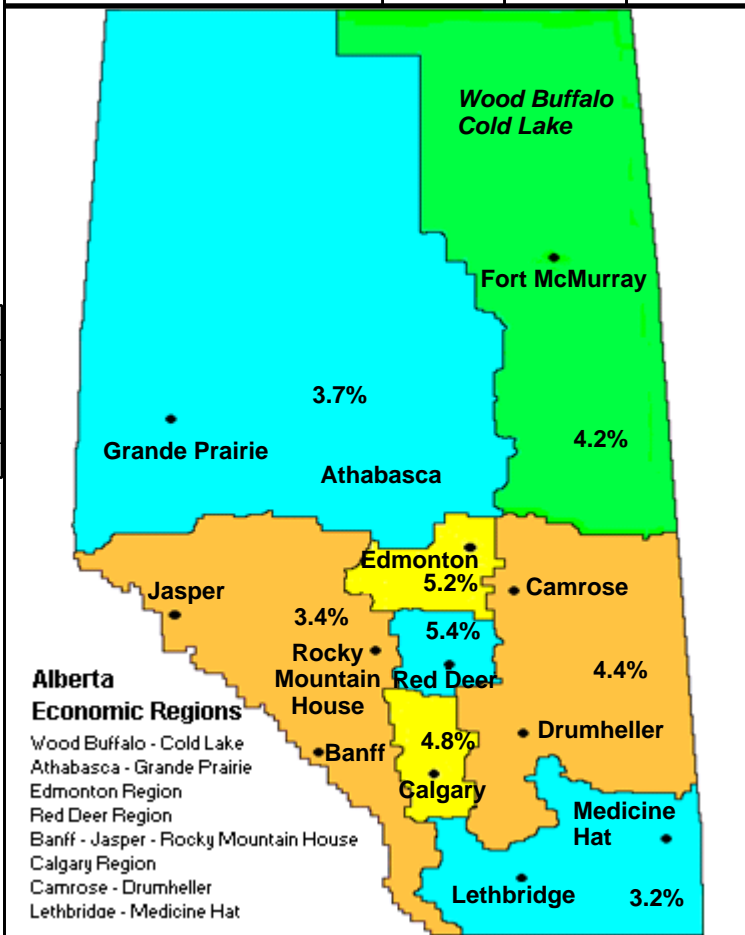 Wood Buffalo
Cold Lake
Fort McMurray
3.7%
4.2%
Grande Prairie
Athabasca
Edmonton
5.2%
Jasper
Camrose
3.4%
5.4%
Rocky
Mountain
House
Red Deer
4.4%
Alberta
Economic Regions
Wood Buffalo - Cold Lake
Athabasca - Grande Prairie
Edmonton Region
Red Deer Region
Banff - Jasper - Rocky Mountain House
Calgary Region
Camrose - Drumheller
Lethbridge - Medicine Hat
Banff
4.8%
Drumheller
Calgary
Medicine
Hat
Lethbridge
3.2%